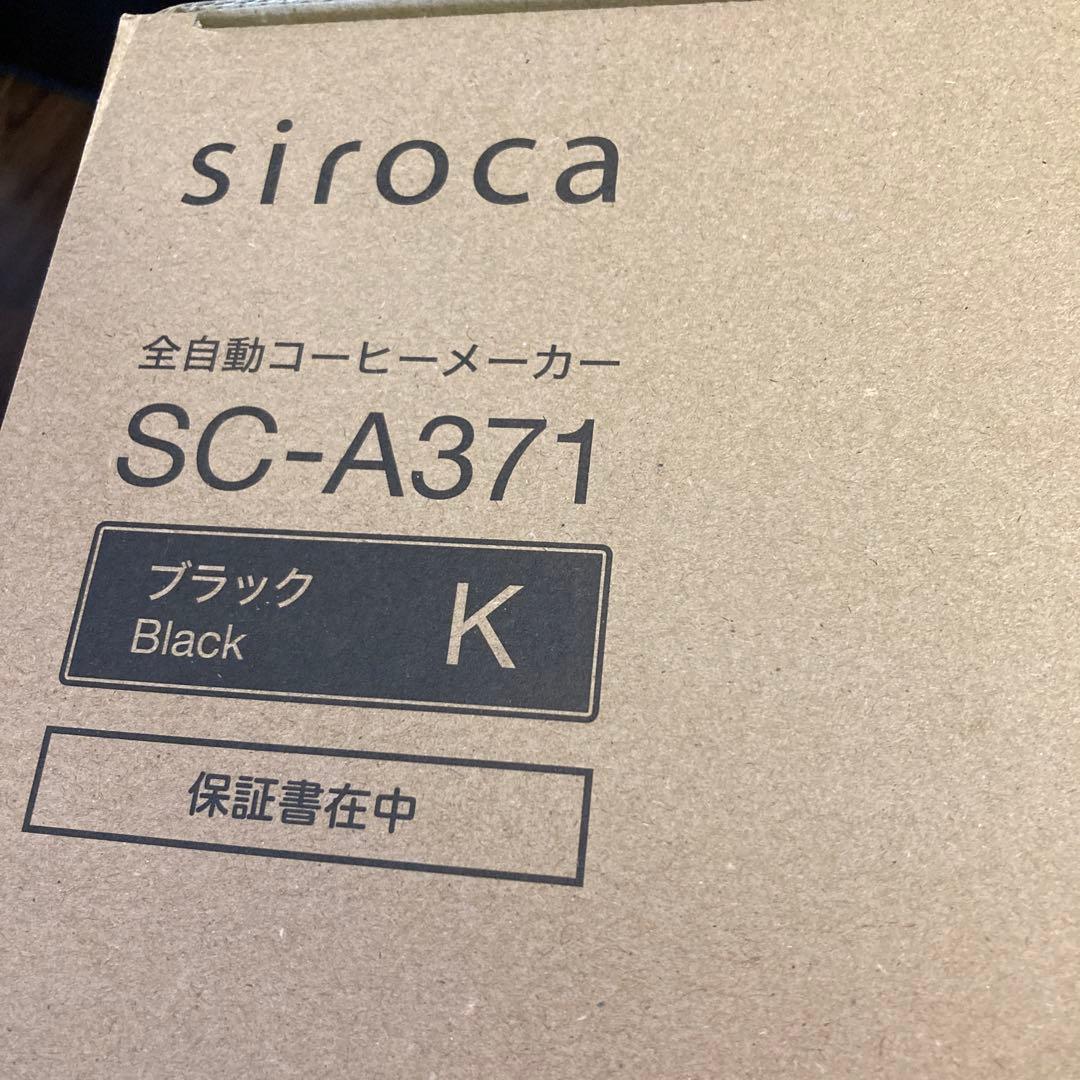 siroca
全自動コーヒーメーカー
SC-A371
ブラック
Black
K
保証書在中